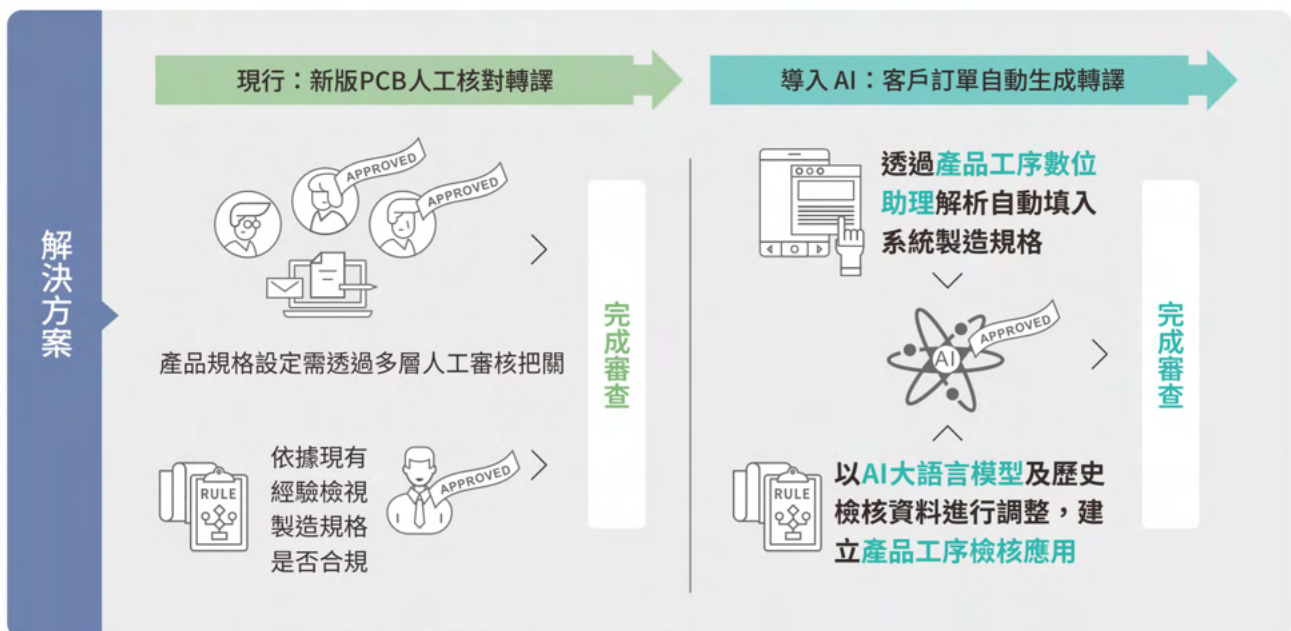 解決方案
現行：新版PCB人工核對轉譯
APPROVED
APPROVED
產品規格設定需透過多層人工審核把關
RULE
依據現有
經驗檢視
製造規格
是否合規
APPROVED
完成審查
導入 AI：客戶訂單自動生成轉譯
透過產品工序數位
助理解析自動填入
系統製造規格
AI
APPROVED
RULE
以AI大語言模型及歷史
檢核資料進行調整，建
立產品工序檢核應用
完成審查